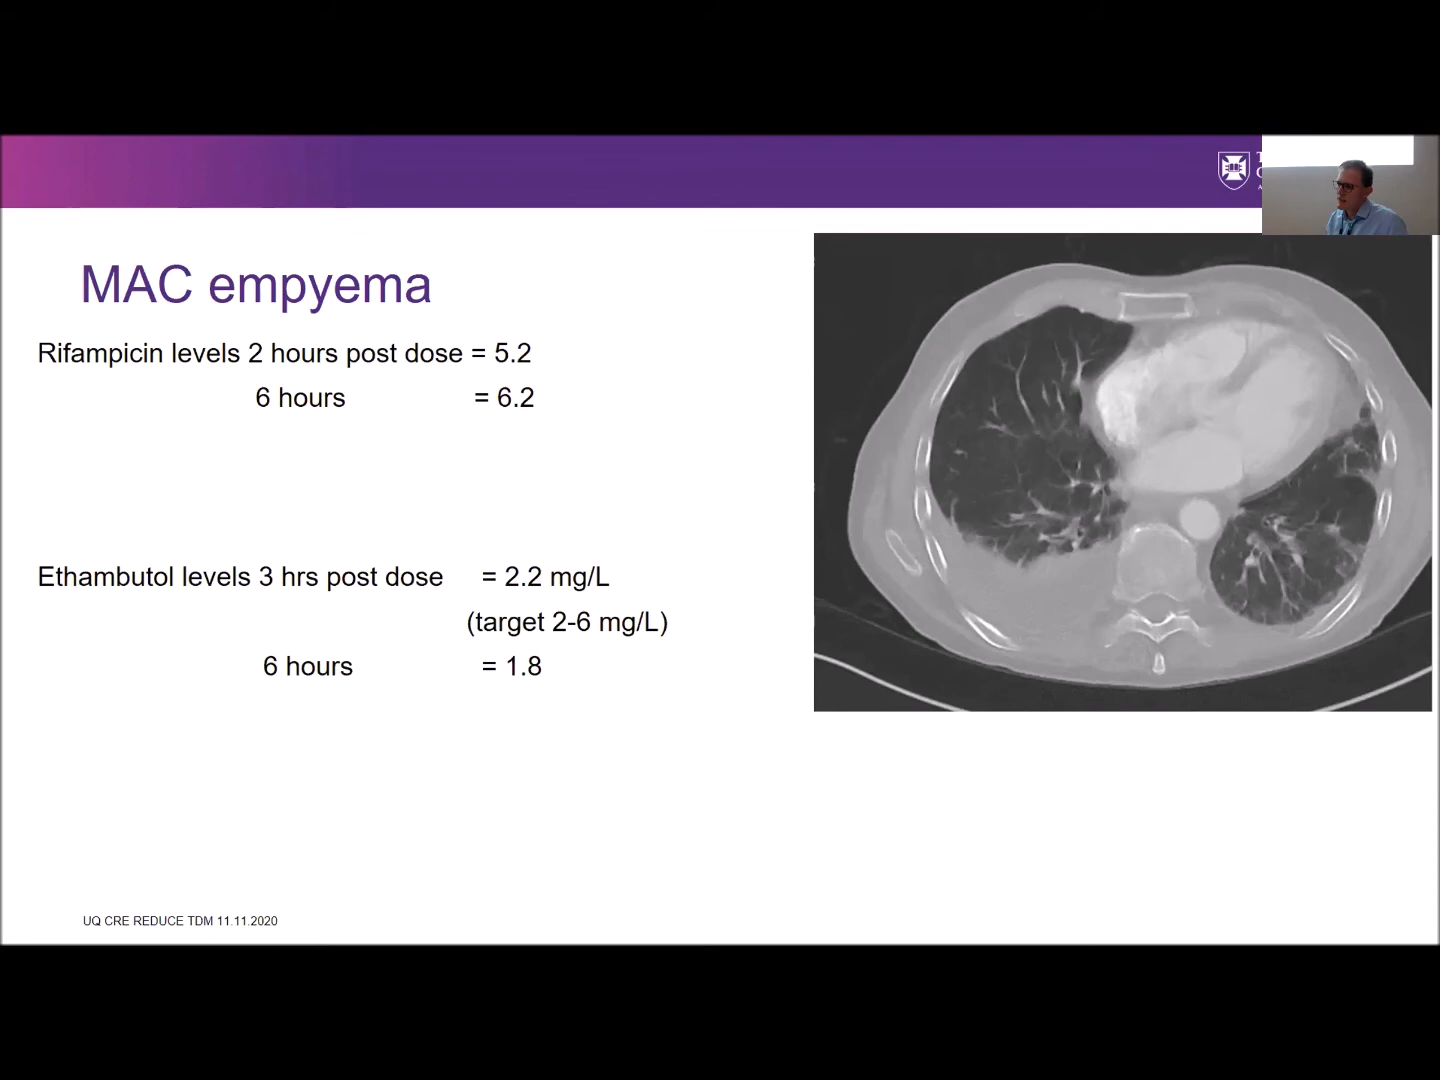 MAC empyema
Rifampicin levels 2 hours post dose = 5.2
6 hours = 6.2
Ethambutol levels 3 hrs post dose = 2.2 mg/L
(target 2-6 mg/L)
6 hours = 1.8
UQ CRE REDUCE TDM 11.11.2020